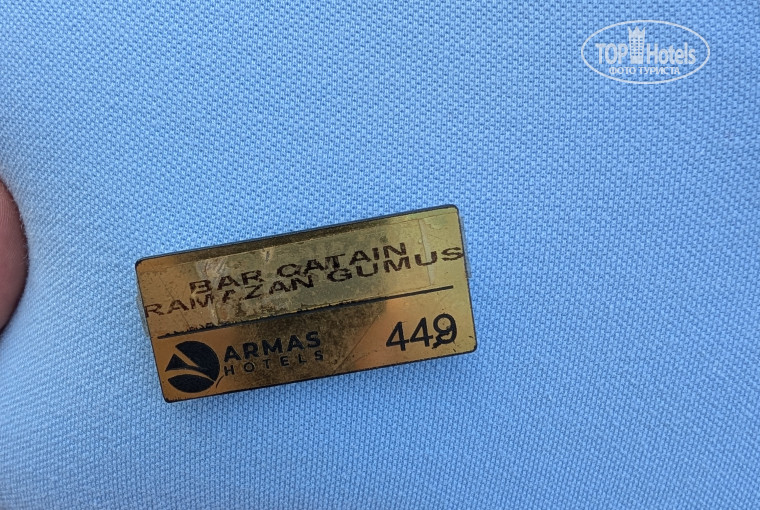 TOP Hotels
ФОТО ТУРИСТА
BAR CATAIN
RAMAZAN GUMUS
ARMAS
HOTELS
449